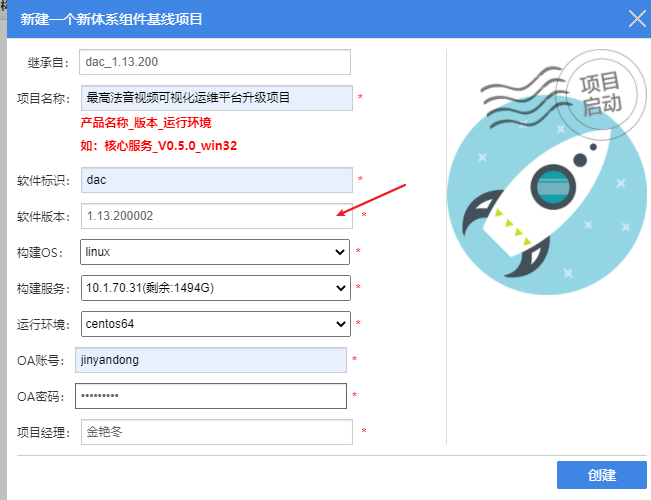 新建一个新体系组件基线项目
继承自: dac_1.13.200
项目名称: 最高法音视频可视化运维平台升级项目 *
产品名称_版本_运行环境
如：核心服务_V0.5.0_win32
软件标识: dac *
软件版本: 1.13.200002 *
构建OS: linux *
构建服务: 10.1.70.31(剩余:1494G) *
运行环境: centos64 *
OA账号: jinyandong *
OA密码: ••••••••• *
项目经理: 金艳冬 *
项目
启动
创建